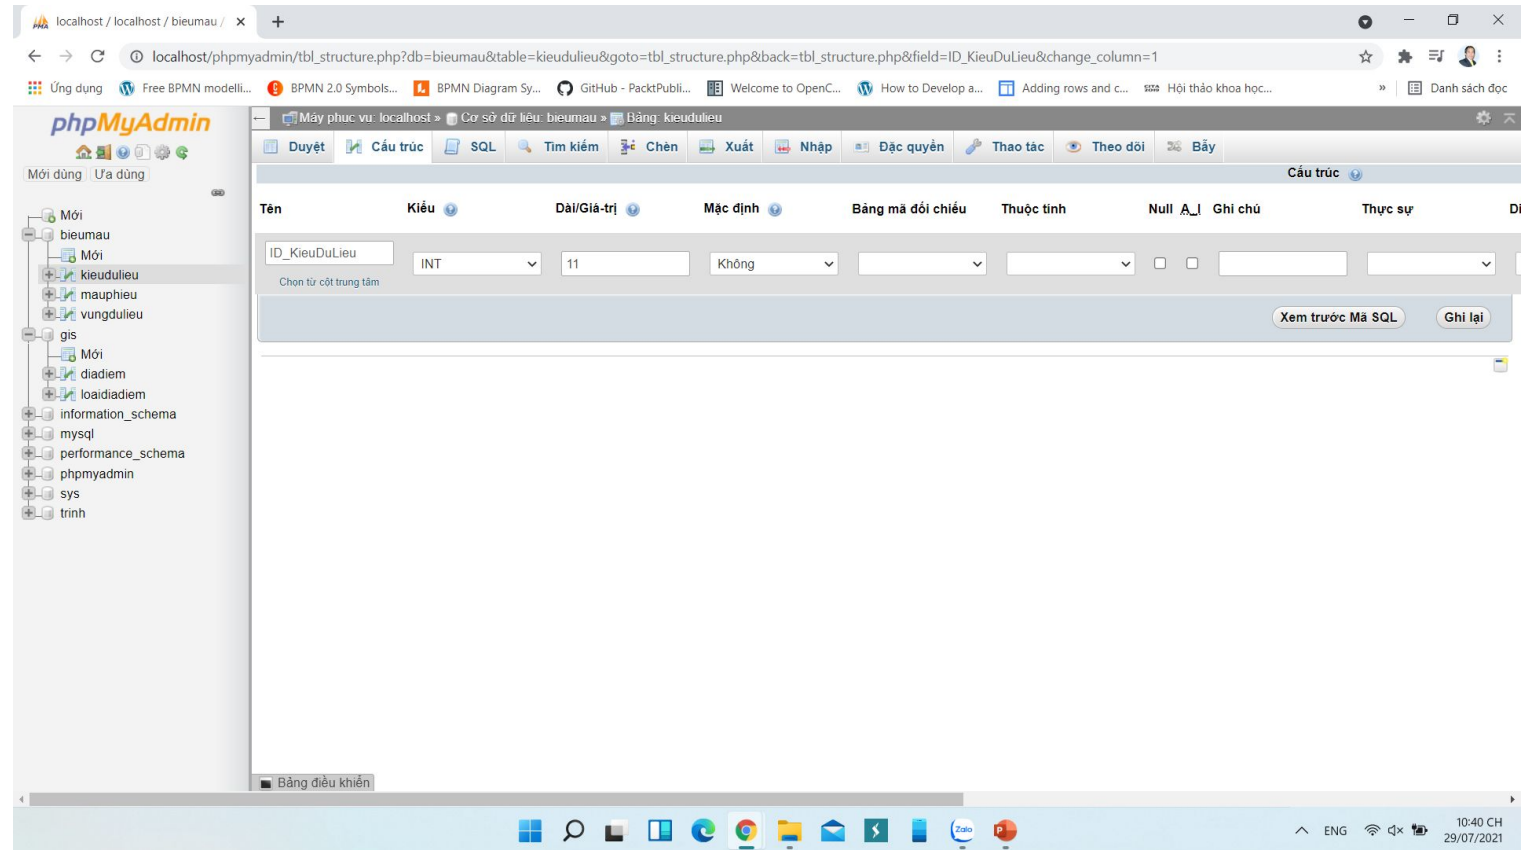 localhost / localhost / bieumau /
localhost/phpmyadmin/tbl_structure.php?db=bieumau&table=kieudulieu&goto=tbl_structure.php&back=tbl_structure.php&field=ID_KieuDuLieu&change_column=1
Ứng dụng Free BPMN modelli... BPMN 2.0 Symbols... BPMN Diagram Sy... GitHub - PacktPubli... Welcome to OpenC... How to Develop a... Adding rows and c... Hội thảo khoa học... » Danh sách đọc
phpMyAdmin
Mới dùng Ưa dùng
Mới
bieumau
Mới
kieudulieu
mauphieu
vungdulieu
gis
Mới
diadiem
loaidiadiem
information_schema
mysql
performance_schema
phpmyadmin
sys
trinh
Máy phục vụ: localhost » Cơ sở dữ liệu: bieumau » Bảng: kieudulieu
Duyệt Cấu trúc SQL Tìm kiếm Chèn Xuất Nhập Đặc quyền Thao tác Theo dõi Bẫy
Cấu trúc
Tên Kiểu Dài/Giá-trị Mặc định Bảng mã đối chiếu Thuộc tính Null A_I Ghi chú Thực sự Di
ID_KieuDuLieu INT 11 Không
Chọn từ cột trung tâm
Xem trước Mã SQL Ghi lại
Bảng điều khiển
Zalo
ENG
10:40 CH
29/07/2021